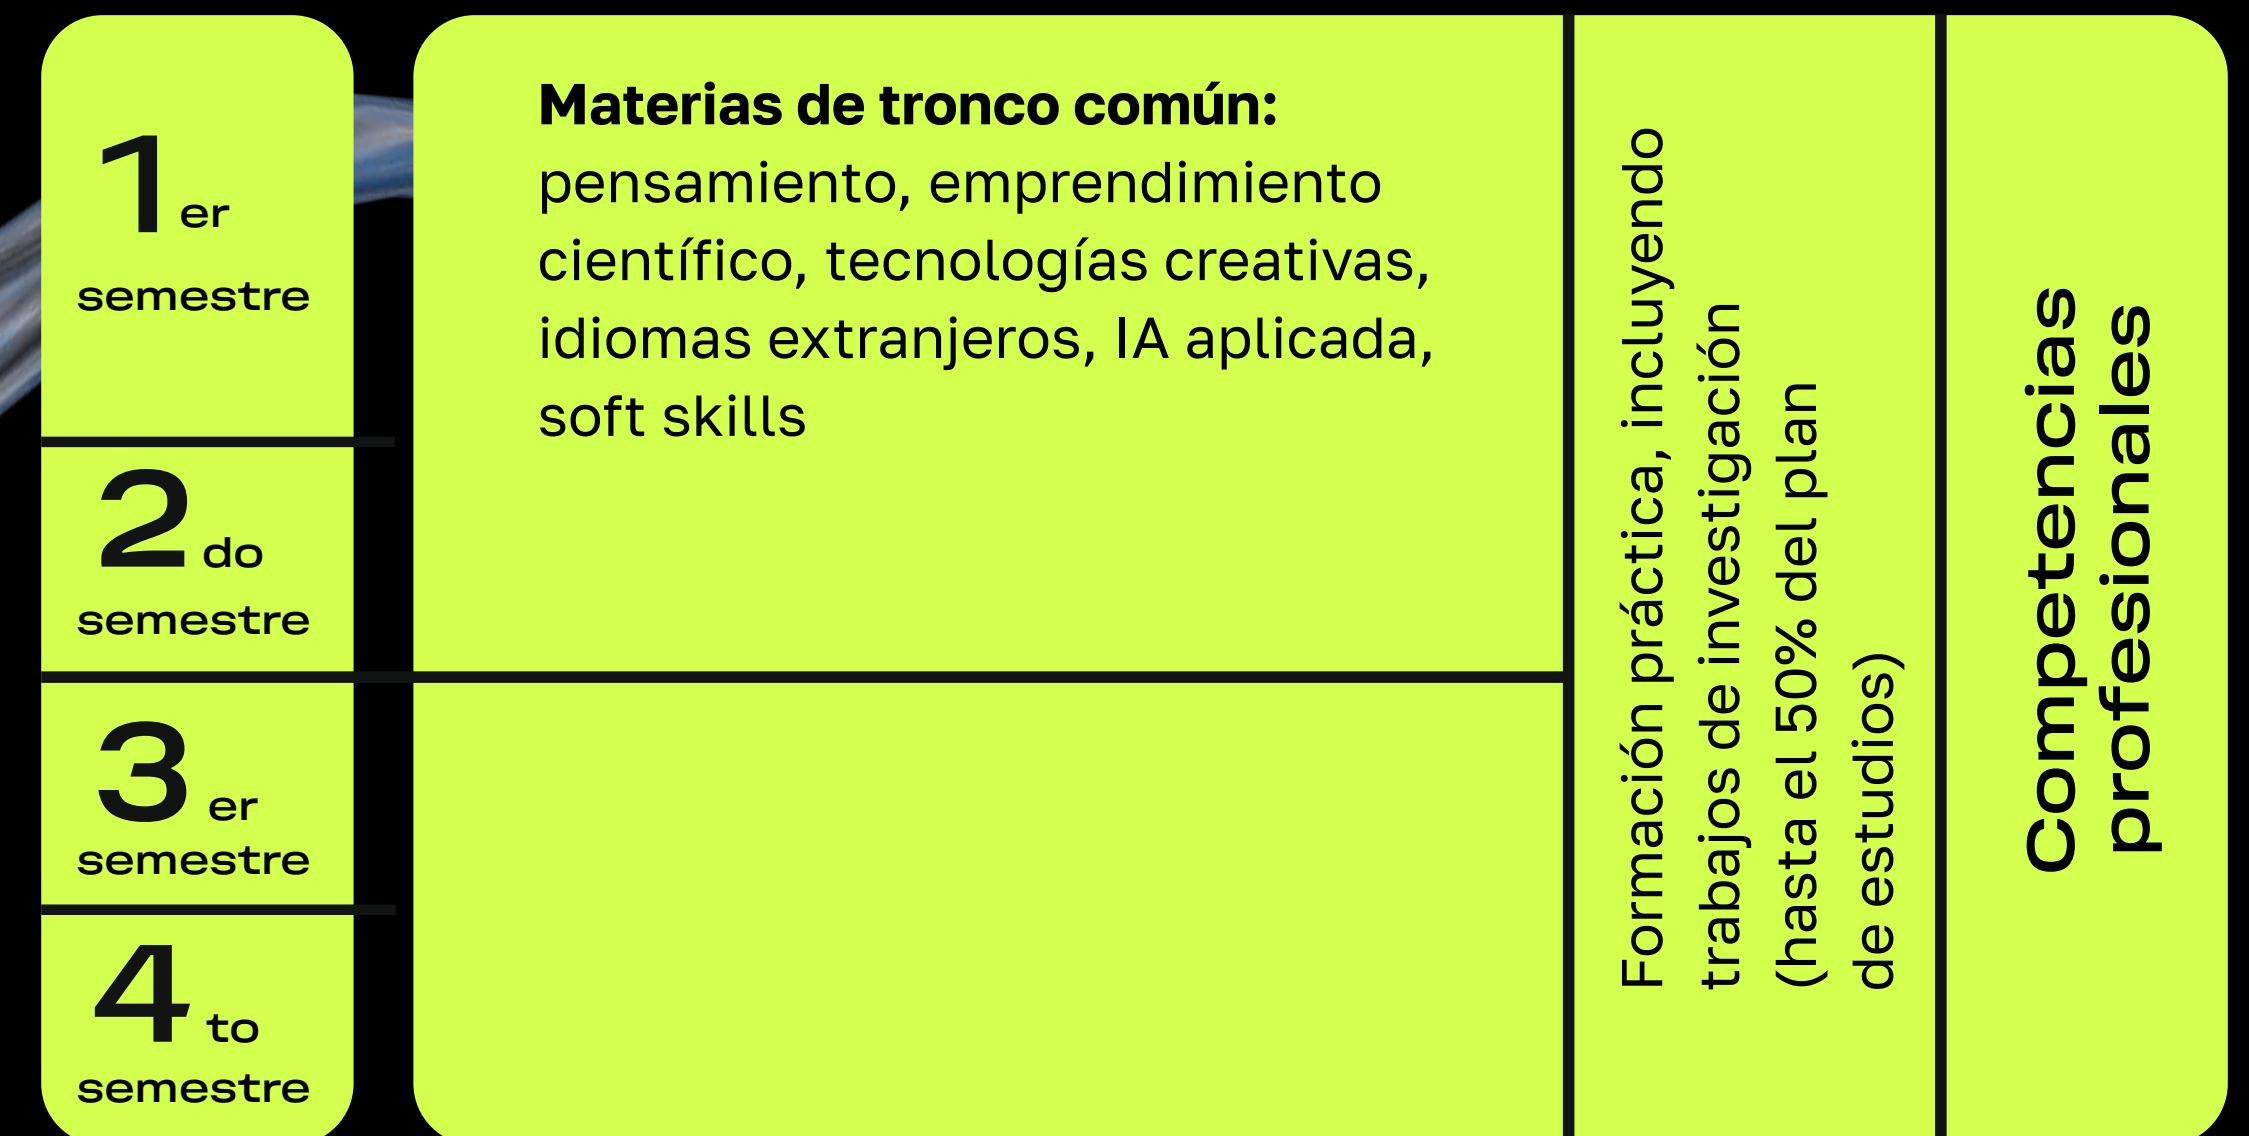 1er
semestre
2do
semestre
3er
semestre
4to
semestre
Materias de tronco común:
pensamiento, emprendimiento
científico, tecnologías creativas,
idiomas extranjeros, IA aplicada,
soft skills
Formación práctica, incluyendo
trabajos de investigación
(hasta el 50% del plan
de estudios)
Competencias
profesionales